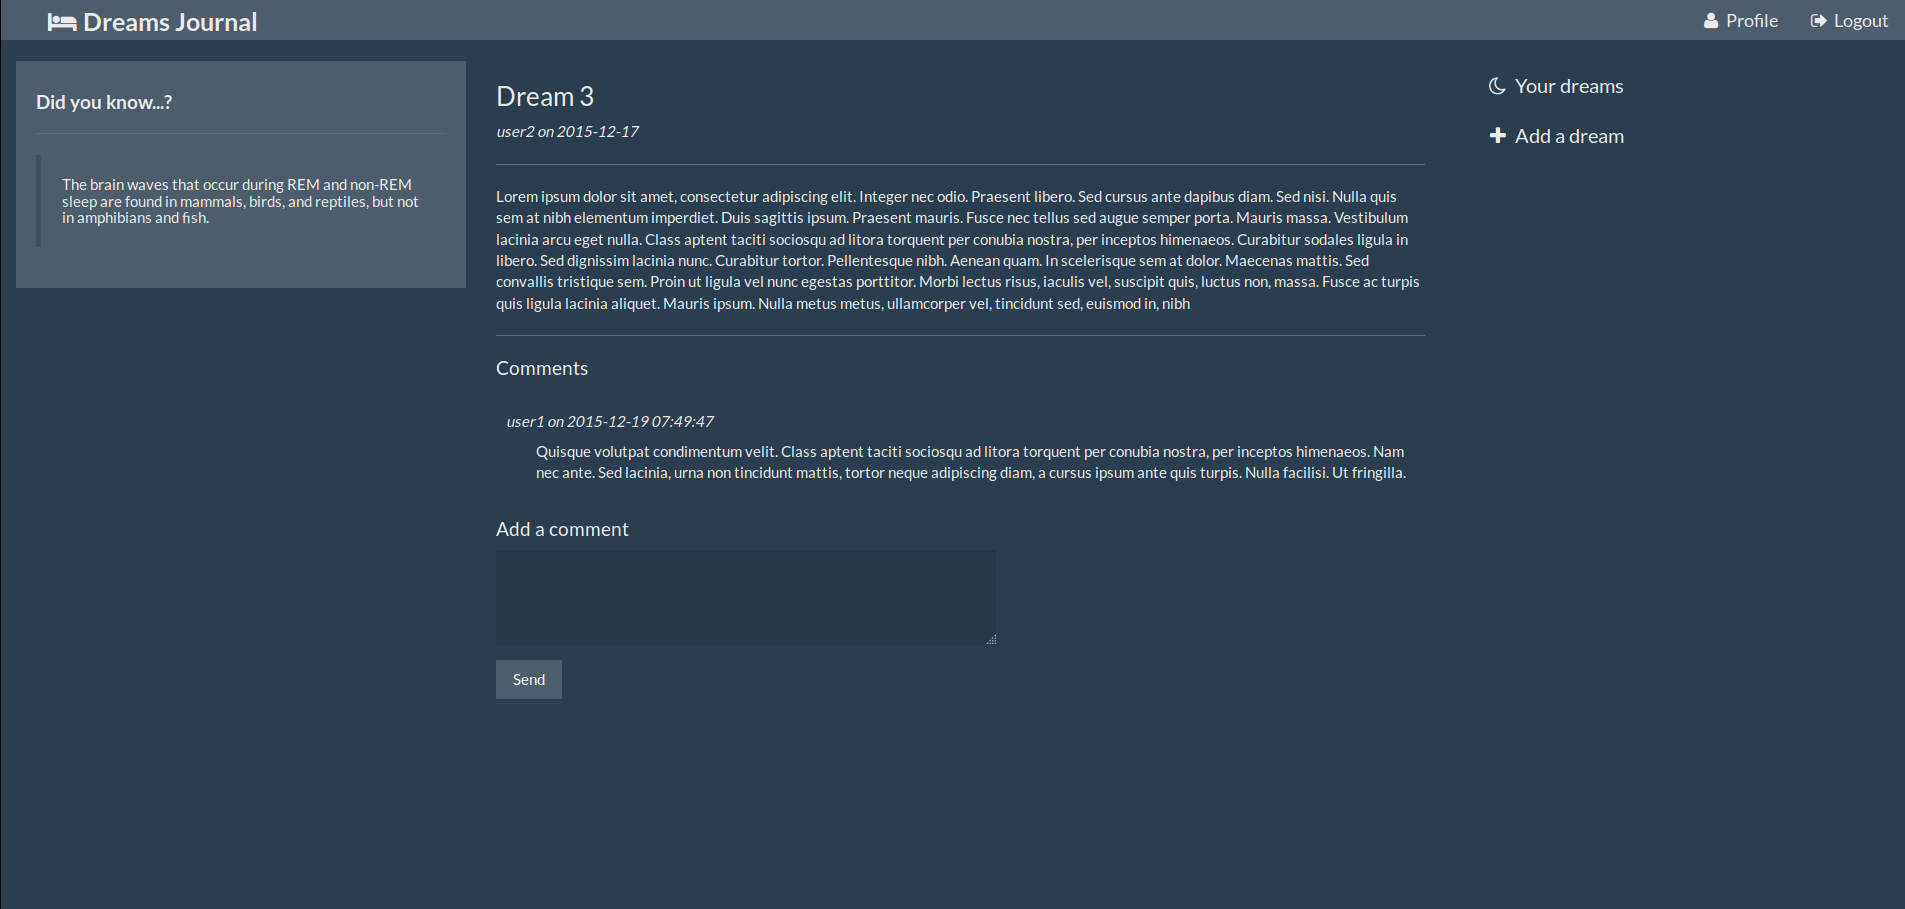 Dreams Journal
Profile
Logout
Did you know...?
The brain waves that occur during REM and non-REM
sleep are found in mammals, birds, and reptiles, but not
in amphibians and fish.
Dream 3
user2 on 2015-12-17
Lorem ipsum dolor sit amet, consectetur adipiscing elit. Integer nec odio. Praesent libero. Sed cursus ante dapibus diam. Sed nisi. Nulla quis
sem at nibh elementum imperdiet. Duis sagittis ipsum. Praesent mauris. Fusce nec tellus sed augue semper porta. Mauris massa. Vestibulum
lacinia arcu eget nulla. Class aptent taciti sociosqu ad litora torquent per conubia nostra, per inceptos himenaeos. Curabitur sodales ligula in
libero. Sed dignissim lacinia nunc. Curabitur tortor. Pellentesque nibh. Aenean quam. In scelerisque sem at dolor. Maecenas mattis. Sed
convallis tristique sem. Proin ut ligula vel nunc egestas porttitor. Morbi lectus risus, iaculis vel, suscipit quis, luctus non, massa. Fusce ac turpis
quis ligula lacinia aliquet. Mauris ipsum. Nulla metus metus, ullamcorper vel, tincidunt sed, euismod in, nibh
Comments
user1 on 2015-12-19 07:49:47
Quisque volutpat condimentum velit. Class aptent taciti sociosqu ad litora torquent per conubia nostra, per inceptos himenaeos. Nam
nec ante. Sed lacinia, urna non tincidunt mattis, tortor neque adipiscing diam, a cursus ipsum ante quis turpis. Nulla facilisi. Ut fringilla.
Add a comment
Send
Your dreams
Add a dream